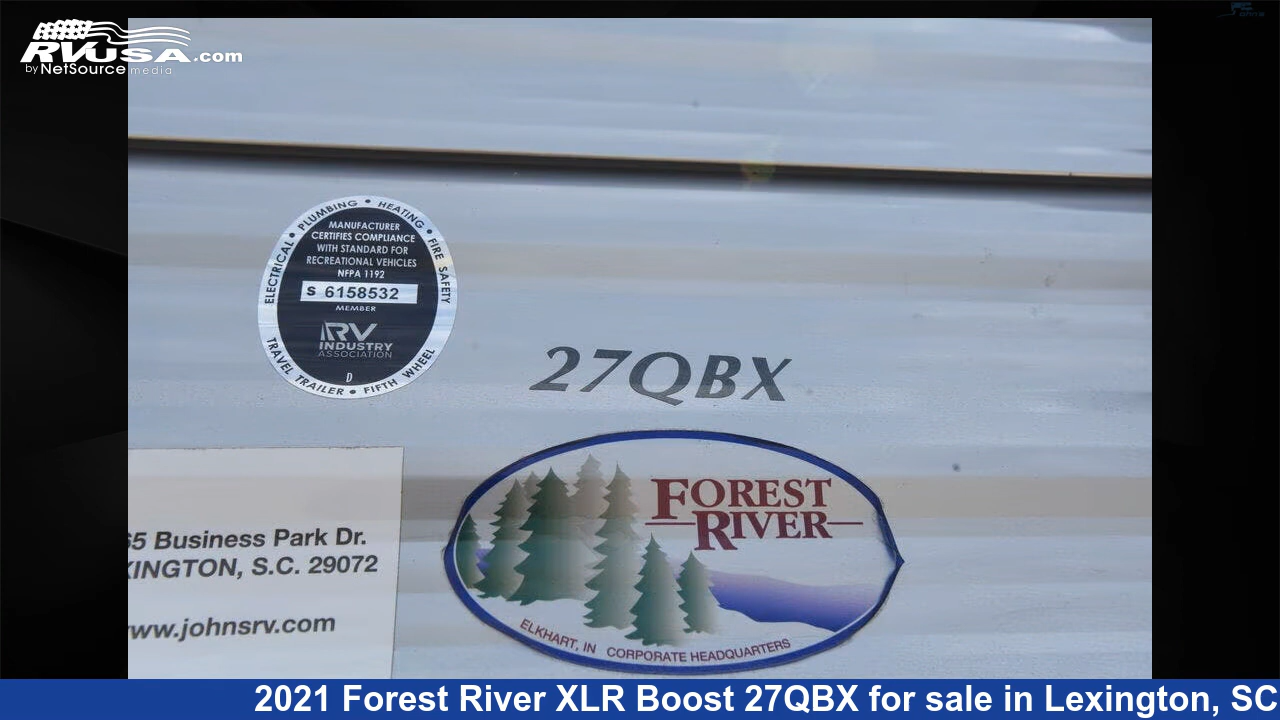 RVUSA.com
by NetSource media
ELECTRICAL • PLUMBING • HEATING • FIRE SAFETY
MANUFACTURER
CERTIFIES COMPLIANCE
WITH STANDARD FOR
RECREATIONAL VEHICLES
NFPA 1192
S 6158532
MEMBER
RV
INDUSTRY
ASSOCIATION
D
TRAVEL TRAILER • FIFTH WHEEL
27QBX
FOREST
RIVER
ELKHART, IN CORPORATE HEADQUARTERS
65 Business Park Dr.
KINGTON, S.C. 29072
www.johnsrv.com
2021 Forest River XLR Boost 27QBX for sale in Lexington, SC